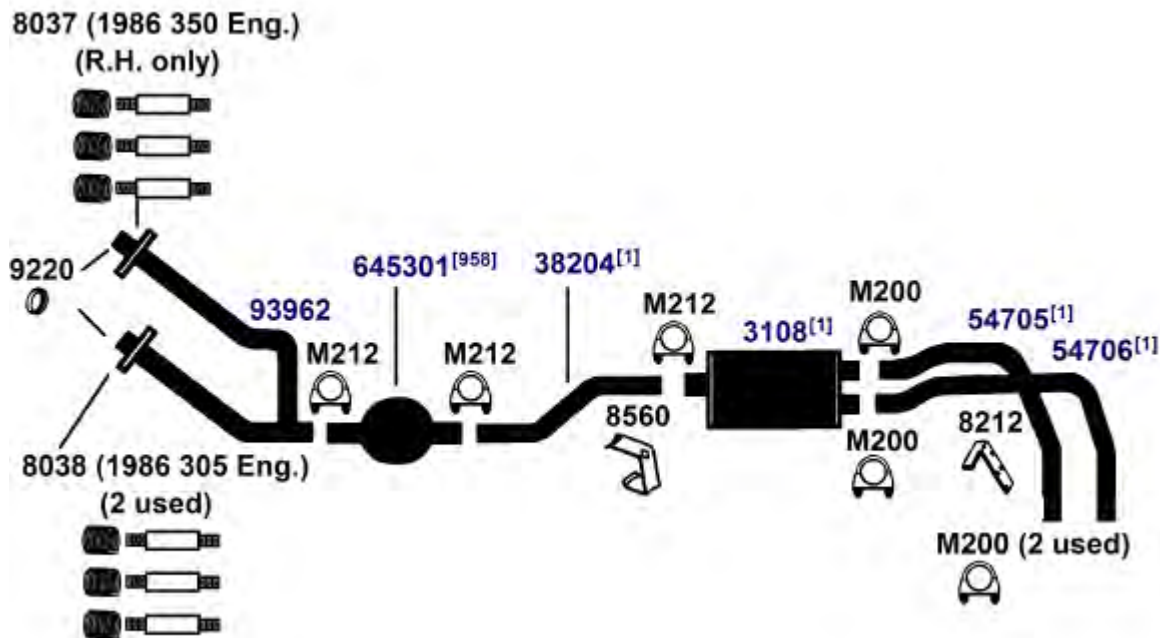 8037 (1986 350 Eng.)
(R.H. only)
9220
93962
645301[958]
38204[1]
M212
M212
M212
3108[1]
M200
54705[1]
54706[1]
8560
M200
8212
8038 (1986 305 Eng.)
(2 used)
M200 (2 used)